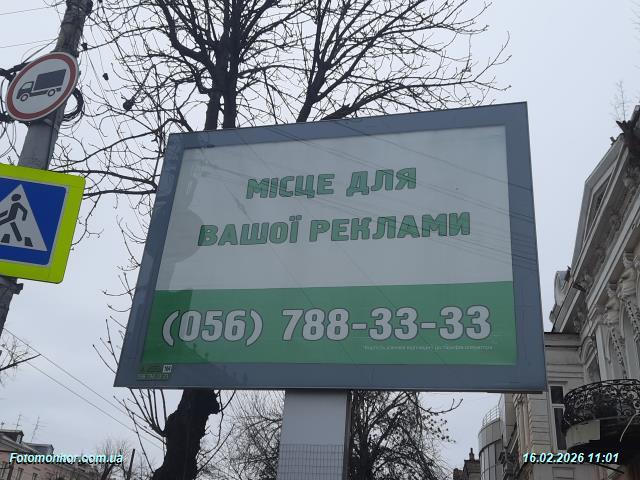 МІСЦЕ ДЛЯ
ВАШОЇ РЕКЛАМИ
(056) 788-33-33
Fotomonitor.com.ua
16.02.2026 11:01